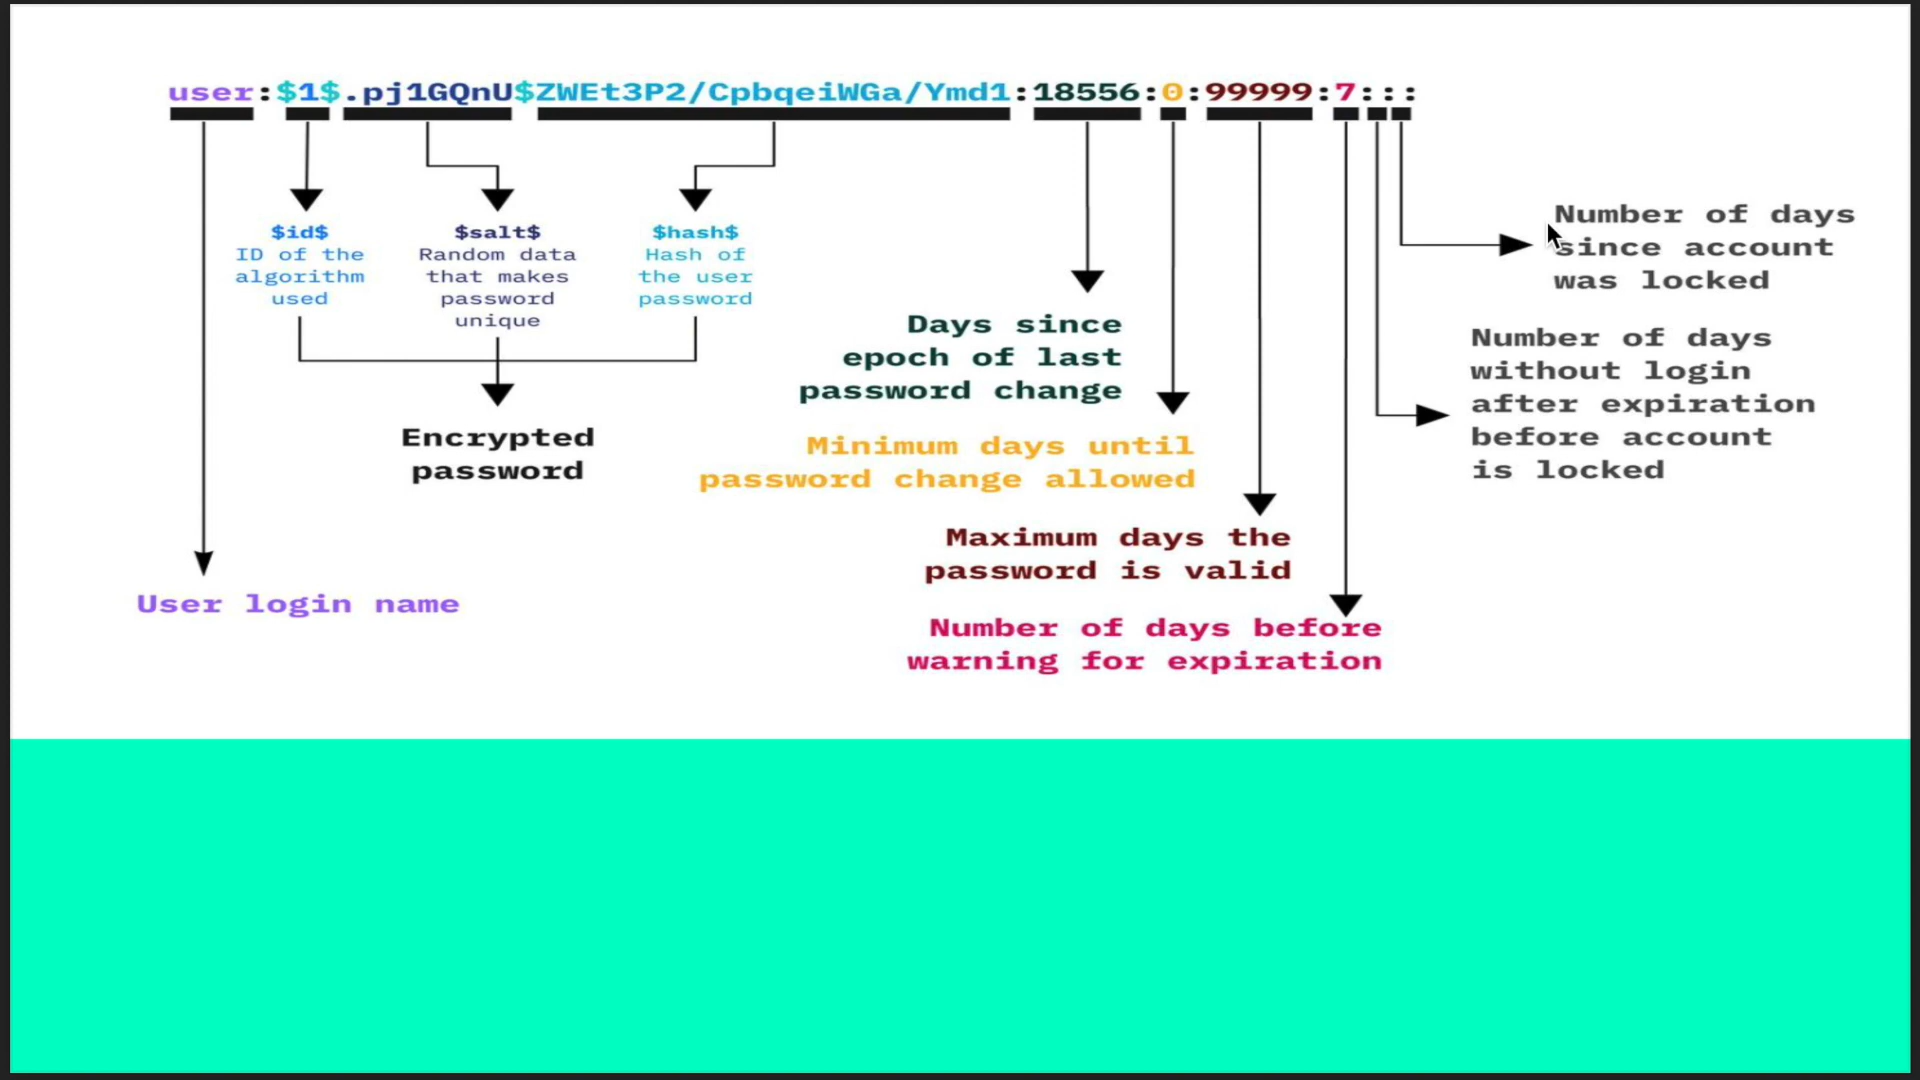 user:$1$.pj1GQnU$ZWEt3P2/CpbqeiWGa/Ymd1:18556:0:99999:7:::
$id$
ID of the
algorithm
used
$salt$
Random data
that makes
password
unique
$hash$
Hash of
the user
password
Encrypted
password
User login name
Days since
epoch of last
password change
Minimum days until
password change allowed
Maximum days the
password is valid
Number of days before
warning for expiration
Number of days
since account
was locked
Number of days
without login
after expiration
before account
is locked